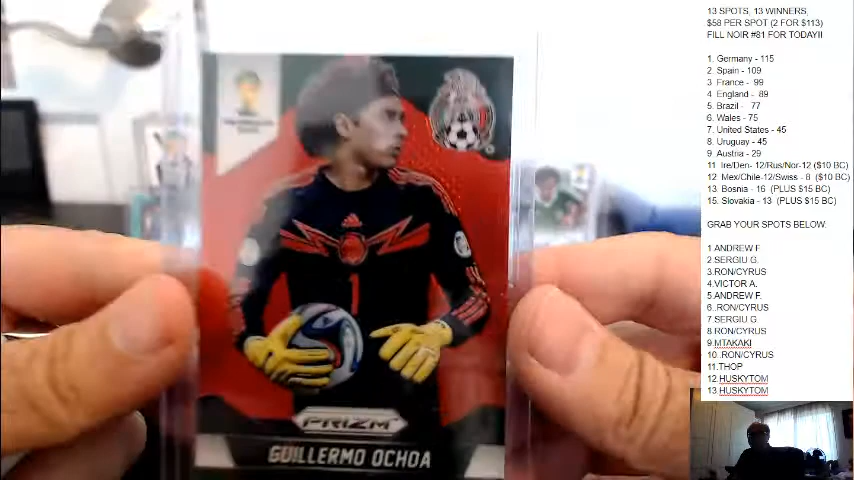 13 SPOTS, 13 WINNERS,
$58 PER SPOT (2 FOR $113)
FILL NOIR #81 FOR TODAY!!
1. Germany - 115
2. Spain - 109
3 France - 99
4 England - 89
5. Brazil - 77
6. Wales - 75
7. United States - 45
8. Uruguay - 45
9. Austria - 29
11 Ire/Den- 12/Rus/Nor-12 ($10 BC)
12 Mex/Chile-12/Swiss - 8 ($10 BC)
13. Bosnia - 16 (PLUS $15 BC)
15. Slovakia - 13 (PLUS $15 BC)
GRAB YOUR SPOTS BELOW.
1 ANDREW F
2 SERGIU G.
3.RON/CYRUS
4.VICTOR A.
5.ANDREW F.
6..RON/CYRUS
7.SERGIU G.
8 RON/CYRUS
9.MTAKAKI
10..RON/CYRUS
11.THOP
12.HUSKYTOM
13.HUSKYTOM
1
PRIZM
GUILLERMO OCHOA